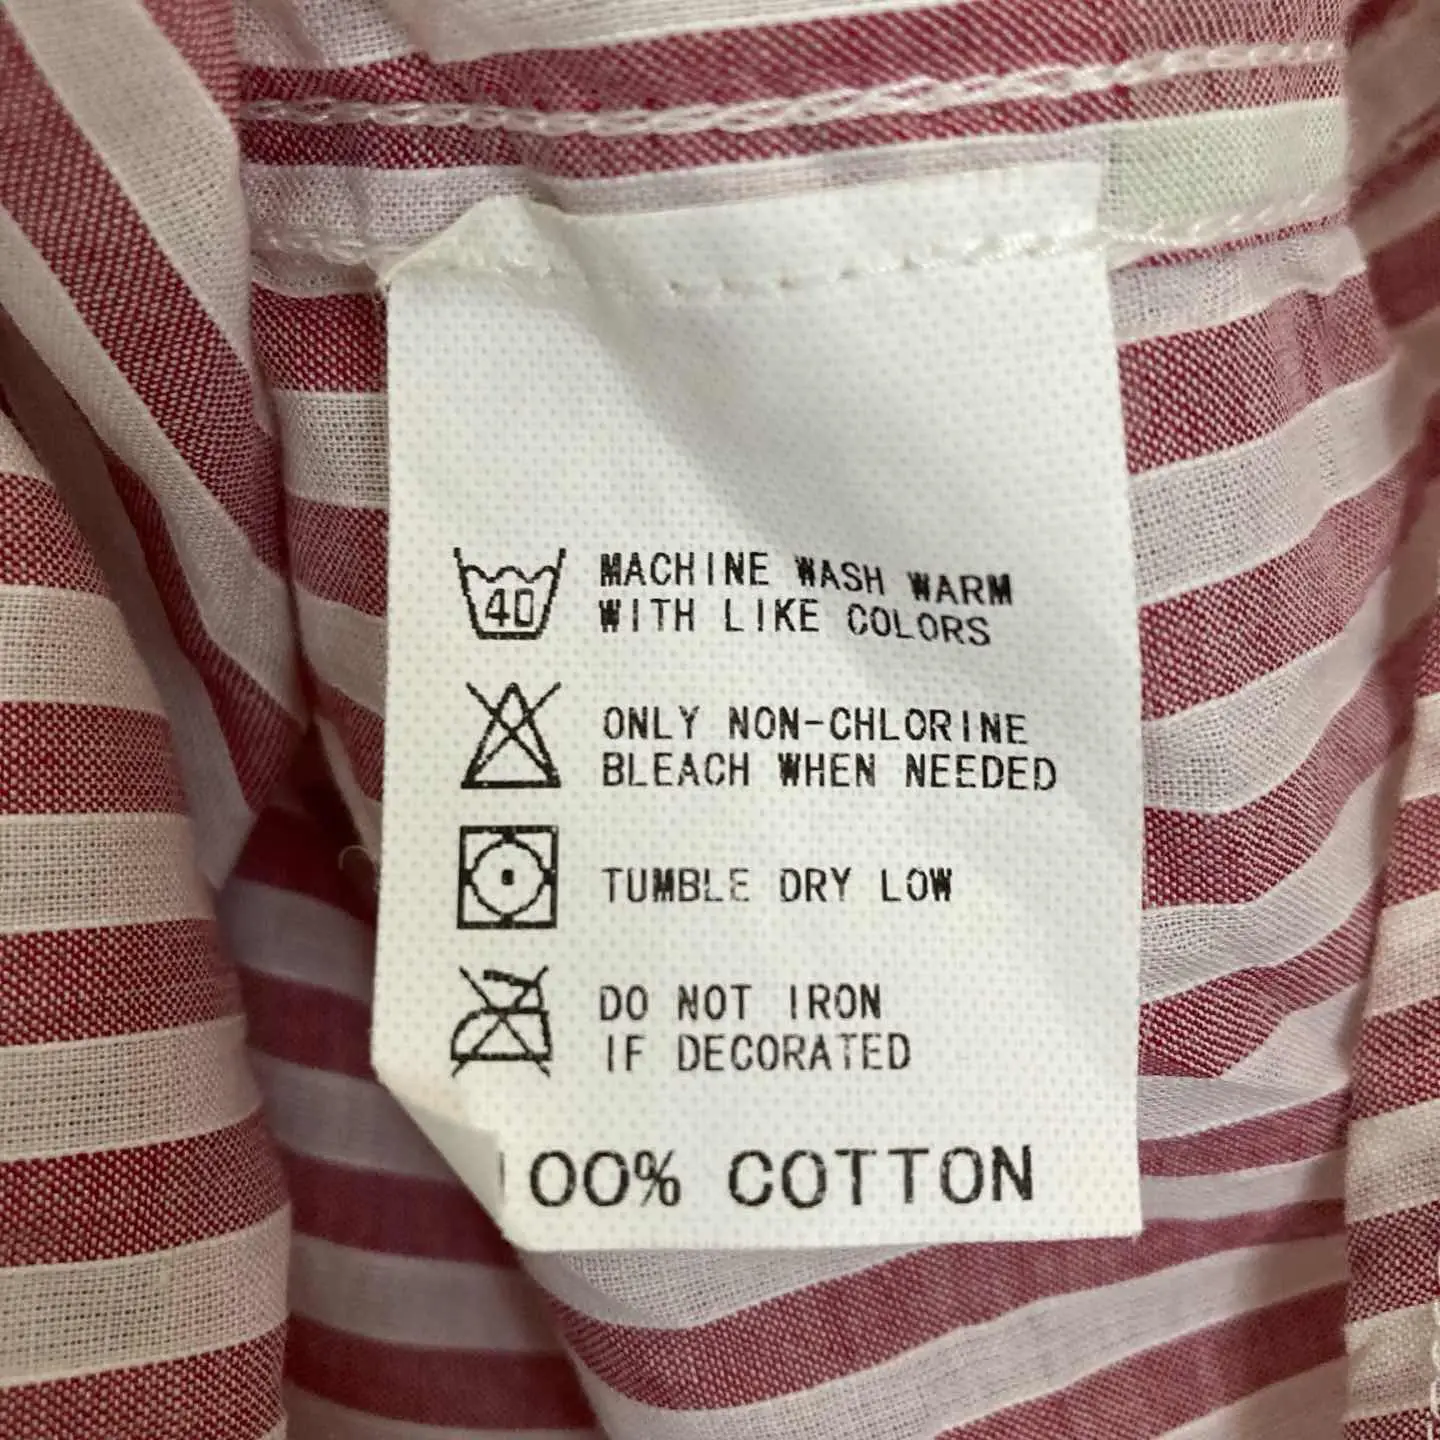 40 MACHINE WASH WARM
WITH LIKE COLORS
ONLY NON-CHLORINE
BLEACH WHEN NEEDED
TUMBLE DRY LOW
DO NOT IRON
IF DECORATED
100% COTTON